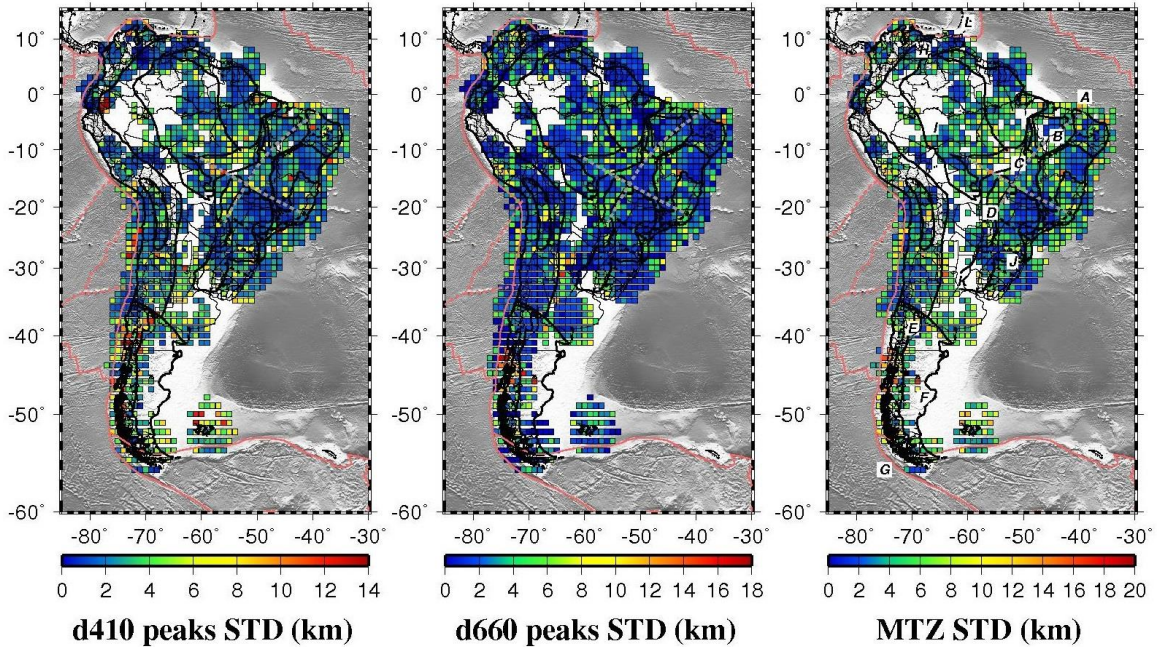 10° 10° 10°
0° 0° 0°
-10° -10° -10°
-20° -20° -20°
-30° -30° -30°
-40° -40° -40°
-50° -50° -50°
-60° -60° -60°
A
B
I
C
D
J
K
E
F
G
-80° -70° -60° -50° -40° -30° -80° -70° -60° -50° -40° -30° -80° -70° -60° -50° -40° -30°
0 2 4 6 8 10 12 14 0 2 4 6 8 10 12 14 16 18 0 2 4 6 8 10 12 14 16 18 20
d410 peaks STD (km) d660 peaks STD (km) MTZ STD (km)